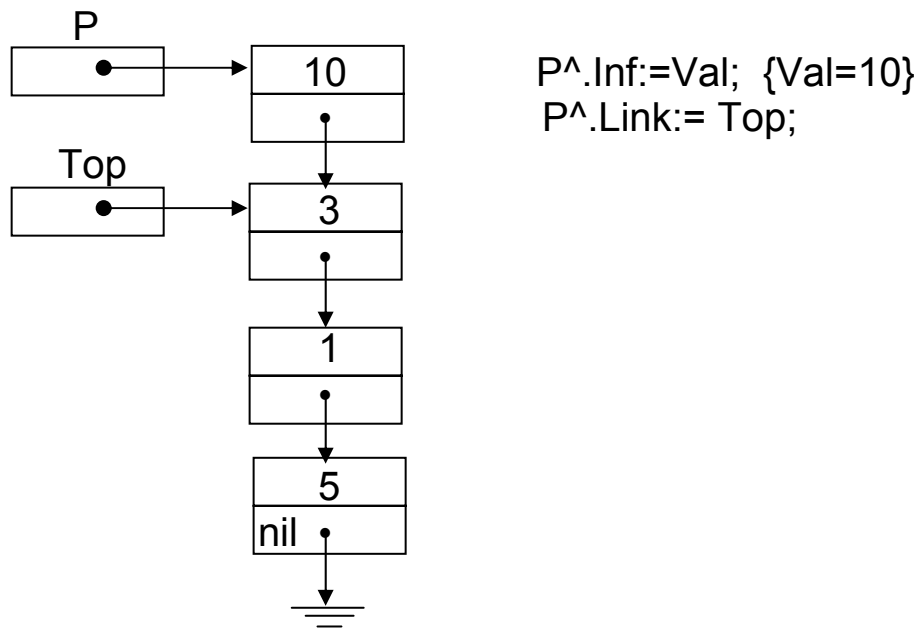 P
10
P^.Inf:=Val; {Val=10}
P^.Link:= Top;
Top
3
1
5
nil